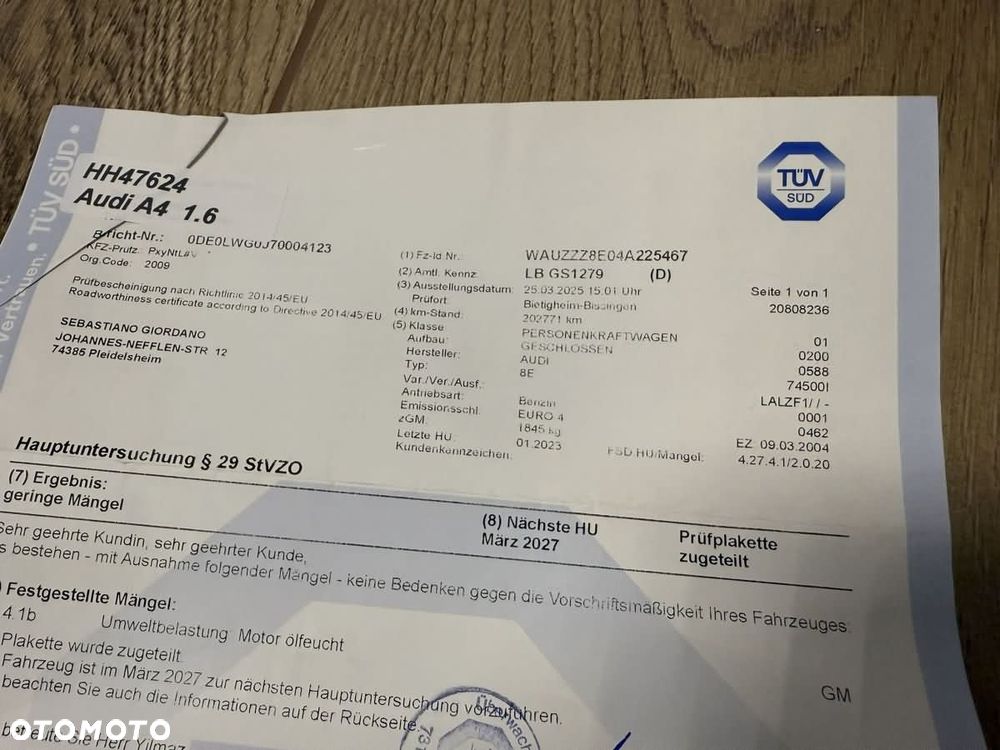 TÜV SÜD •
Vertrauen. •
HH47624
Audi A4 1.6
TÜV
SÜD
Bericht-Nr.: 0DE0LWG0J70004123
KFZ-Prüfz.
Org.Code: 2009
Prüfbescheinigung nach Richtlinie 2014/45/EU
Roadworthiness certificate according to Directive 2014/45/EU
SEBASTIANO GIORDANO
JOHANNES-NEFFLEN-STR 12
74385 Pleidelsheim
(1) Fz-Id Nr.: WAUZZZ8E04A225467
(2) Amtl. Kennz. LB GS1279 (D)
(3) Ausstellungsdatum: 25.03.2025 15.01 Uhr Seite 1 von 1
Prüfort: Bietigheim-Bissingen 20808236
(4) km-Stand: 202771 km
(5) Klasse PERSONENKRAFTWAGEN 01
Aufbau: GESCHLOSSEN 0200
Hersteller: AUDI 0588
Typ: 8E 74500I
Var./Ver./Ausf.: LALZF1/ / -
Antriebsart: Benzin 0001
Emissionsschl. EURO 4 0462
zGM: 1845 kg EZ 09.03.2004
Letzte HU: 01.2023 FSD HU/Mängel: 4.27.4.1/2.0.20
Kundenkennzeichen:
Hauptuntersuchung § 29 StVZO
(7) Ergebnis:
geringe Mängel
(8) Nächste HU
März 2027
Prüfplakette
zugeteilt
Sehr geehrte Kundin, sehr geehrter Kunde,
s bestehen - mit Ausnahme folgender Mängel - keine Bedenken gegen die Vorschriftsmäßigkeit Ihres Fahrzeuges.
) Festgestellte Mängel:
4.1b Umweltbelastung Motor ölfeucht
GM
Plakette wurde zugeteilt.
Fahrzeug ist im März 2027 zur nächsten Hauptuntersuchung vorzuführen.
beachten Sie auch die Informationen auf der Rückseite.
Sie Herr Yilmaz
OTOMOTO